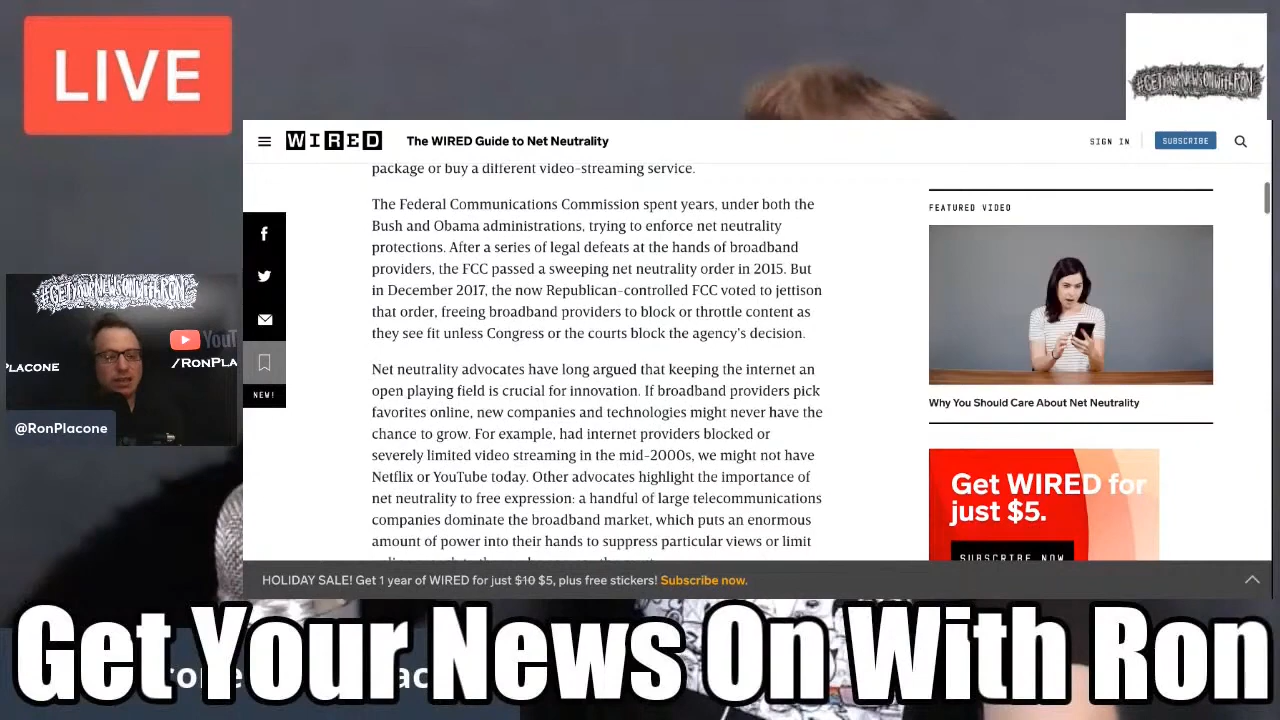 LIVE
#GETYOURNEWSONWITHRON
WIRED
The WIRED Guide to Net Neutrality
SIGN IN
SUBSCRIBE
package or buy a different video-streaming service.
The Federal Communications Commission spent years, under both the
Bush and Obama administrations, trying to enforce net neutrality
protections. After a series of legal defeats at the hands of broadband
providers, the FCC passed a sweeping net neutrality order in 2015. But
in December 2017, the now Republican-controlled FCC voted to jettison
that order, freeing broadband providers to block or throttle content as
they see fit unless Congress or the courts block the agency's decision.
Net neutrality advocates have long argued that keeping the internet an
open playing field is crucial for innovation. If broadband providers pick
favorites online, new companies and technologies might never have the
chance to grow. For example, had internet providers blocked or
severely limited video streaming in the mid-2000s, we might not have
Netflix or YouTube today. Other advocates highlight the importance of
net neutrality to free expression: a handful of large telecommunications
companies dominate the broadband market, which puts an enormous
amount of power into their hands to suppress particular views or limit
NEW!
FEATURED VIDEO
Why You Should Care About Net Neutrality
Get WIRED for
just $5.
SUBSCRIBE NOW
#GETYOURNEWSONWITHRON
YouT
PLACONE
/RONPLA
@RonPlacone
HOLIDAY SALE! Get 1 year of WIRED for just $10 $5, plus free stickers! Subscribe now.
Get Your News On With Ron